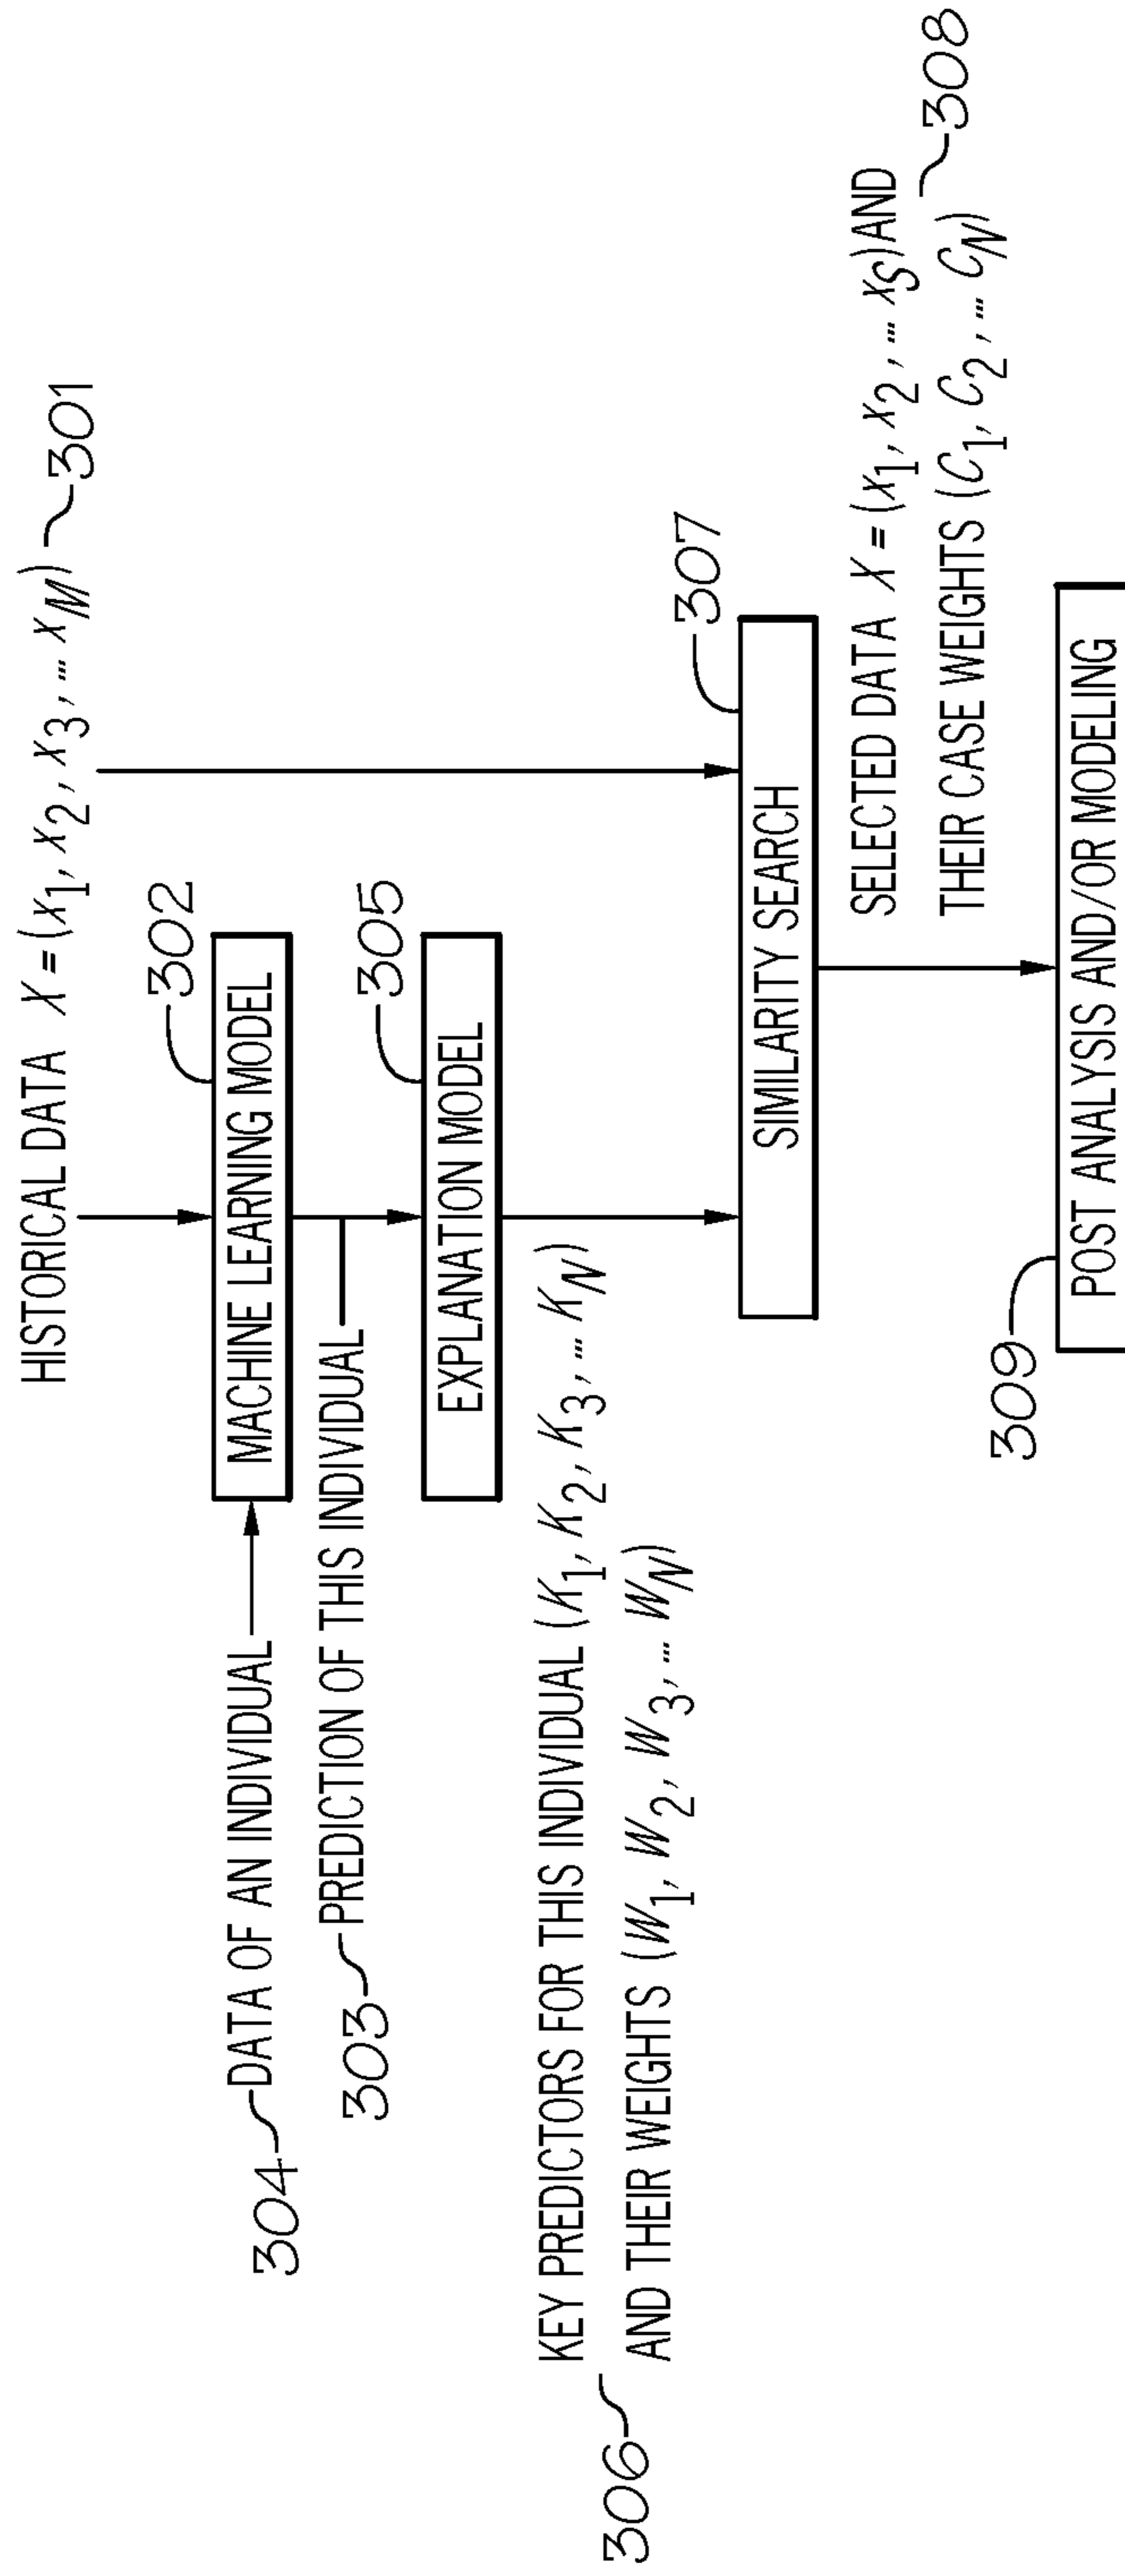 HISTORICAL DATA X = (x1, x2, x3, ... xM) 301
302
MACHINE LEARNING MODEL
304 DATA OF AN INDIVIDUAL
303 PREDICTION OF THIS INDIVIDUAL
305
EXPLANATION MODEL
306 KEY PREDICTORS FOR THIS INDIVIDUAL (K1, K2, K3, ... KN)
AND THEIR WEIGHTS (W1, W2, W3, ... WN)
307
SIMILARITY SEARCH
SELECTED DATA X = (x1, x2, ... xS) AND
THEIR CASE WEIGHTS (C1, C2, ... CN) 308
309
POST ANALYSIS AND/OR MODELING